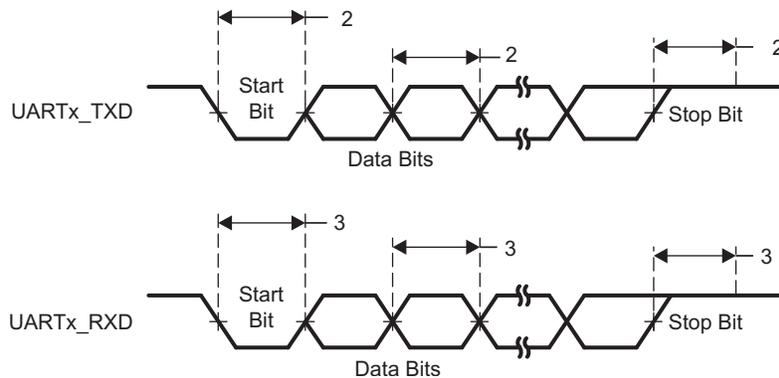 2
2
2
Start
Bit
UARTx_TXD
Stop Bit
Data Bits
3
3
3
Start
Bit
UARTx_RXD
Stop Bit
Data Bits